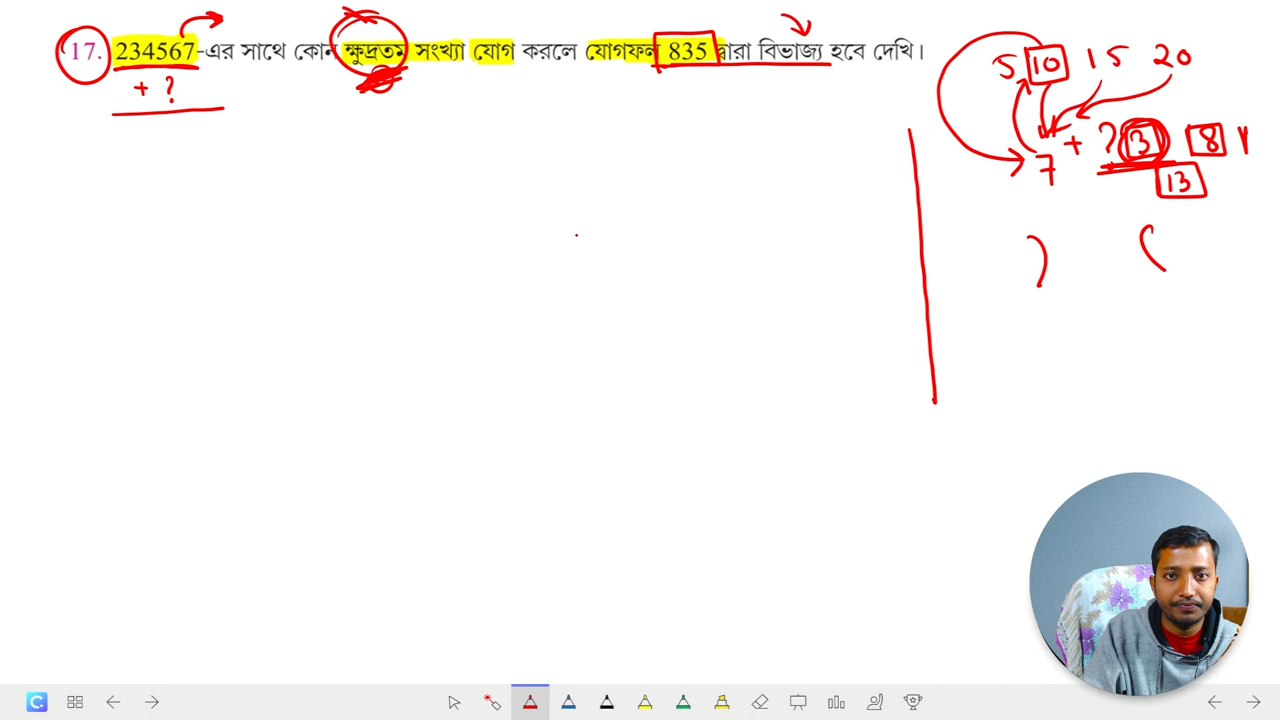 17. 234567-এর সাথে কোন ক্ষুদ্রতম সংখ্যা যোগ করলে যোগফল 835 দ্বারা বিভাজ্য হবে দেখি।
+ ?
5 10 15 20
7 + ? 3 8
13
) (